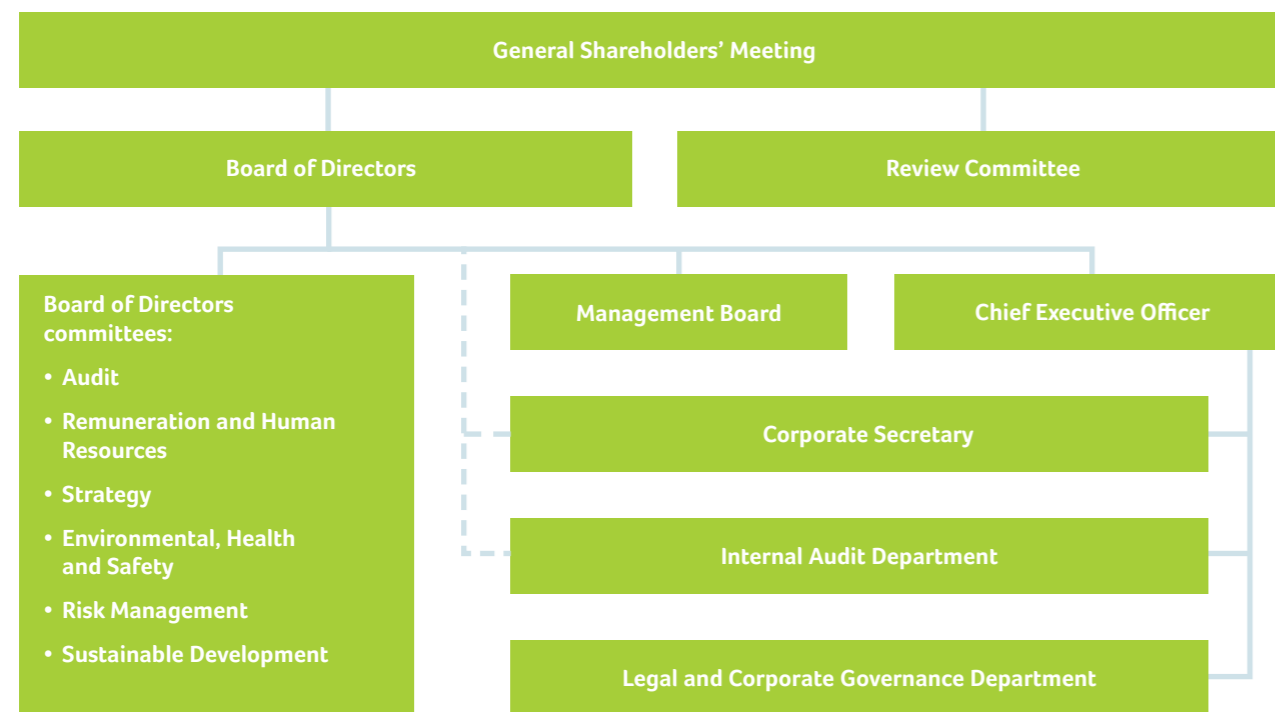 General Shareholders’ Meeting
Board of Directors
Review Committee
Board of Directors
committees:
• Audit
• Remuneration and Human
Resources
• Strategy
• Environmental, Health
and Safety
• Risk Management
• Sustainable Development
Management Board
Chief Executive Officer
Corporate Secretary
Internal Audit Department
Legal and Corporate Governance Department